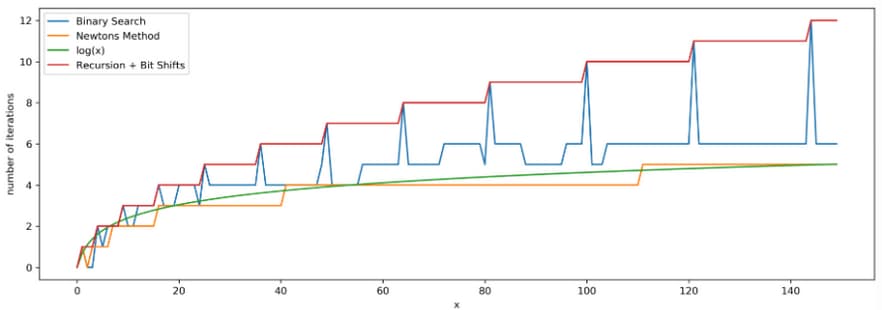 12
10
8
6
4
2
0
number of iterations
Binary Search
Newtons Method
log(x)
Recursion + Bit Shifts
0 20 40 60 80 100 120 140
x